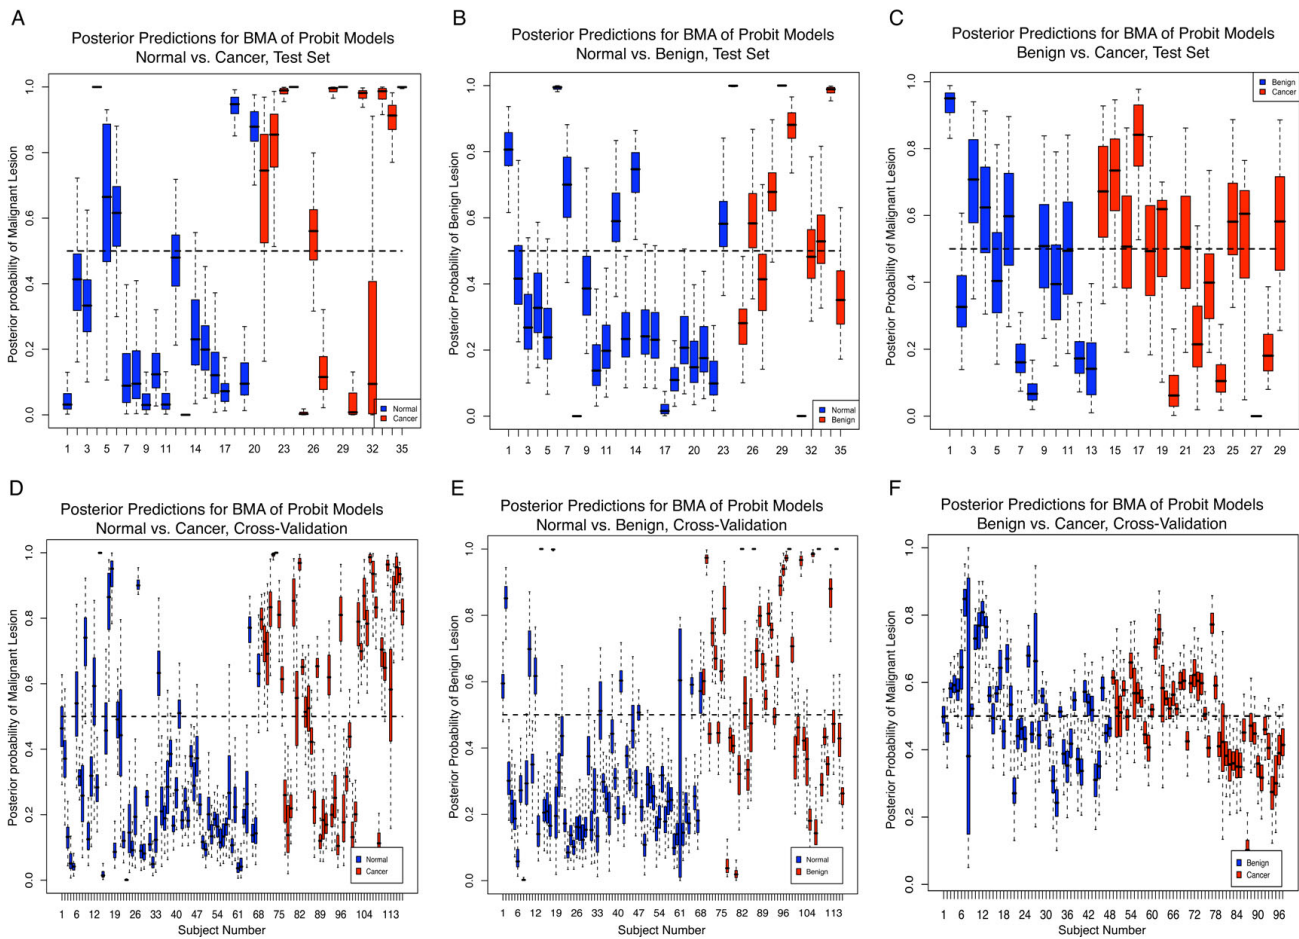 A
Posterior Predictions for BMA of Probit Models
Normal vs. Cancer, Test Set
Posterior probability of Malignant Lesion
0.0 0.2 0.4 0.6 0.8 1.0
1 3 5 7 9 11 14 17 20 23 26 29 32 35
Normal
Cancer
B
Posterior Predictions for BMA of Probit Models
Normal vs. Benign, Test Set
Posterior Probability of Benign Lesion
0.0 0.2 0.4 0.6 0.8 1.0
1 3 5 7 9 11 14 17 20 23 26 29 32 35
Normal
Benign
C
Posterior Predictions for BMA of Probit Models
Benign vs. Cancer, Test Set
Posterior Probability of Malignant Lesion
0.0 0.2 0.4 0.6 0.8 1.0
1 3 5 7 9 11 13 15 17 19 21 23 25 27 29
Benign
Cancer
D
Posterior Predictions for BMA of Probit Models
Normal vs. Cancer, Cross-Validation
Posterior probability of Malignant Lesion
0.0 0.2 0.4 0.6 0.8 1.0
1 6 12 19 26 33 40 47 54 61 68 75 82 89 96 104 113
Subject Number
Normal
Cancer
E
Posterior Predictions for BMA of Probit Models
Normal vs. Benign, Cross-Validation
Posterior Probability of Benign Lesion
0.0 0.2 0.4 0.6 0.8 1.0
1 6 12 19 26 33 40 47 54 61 68 75 82 89 96 104 113
Subject Number
Normal
Benign
F
Posterior Predictions for BMA of Probit Models
Benign vs. Cancer, Cross-Validation
Posterior Probability of Malignant Lesion
0.0 0.2 0.4 0.6 0.8 1.0
1 6 12 18 24 30 36 42 48 54 60 66 72 78 84 90 96
Subject Number
Benign
Cancer